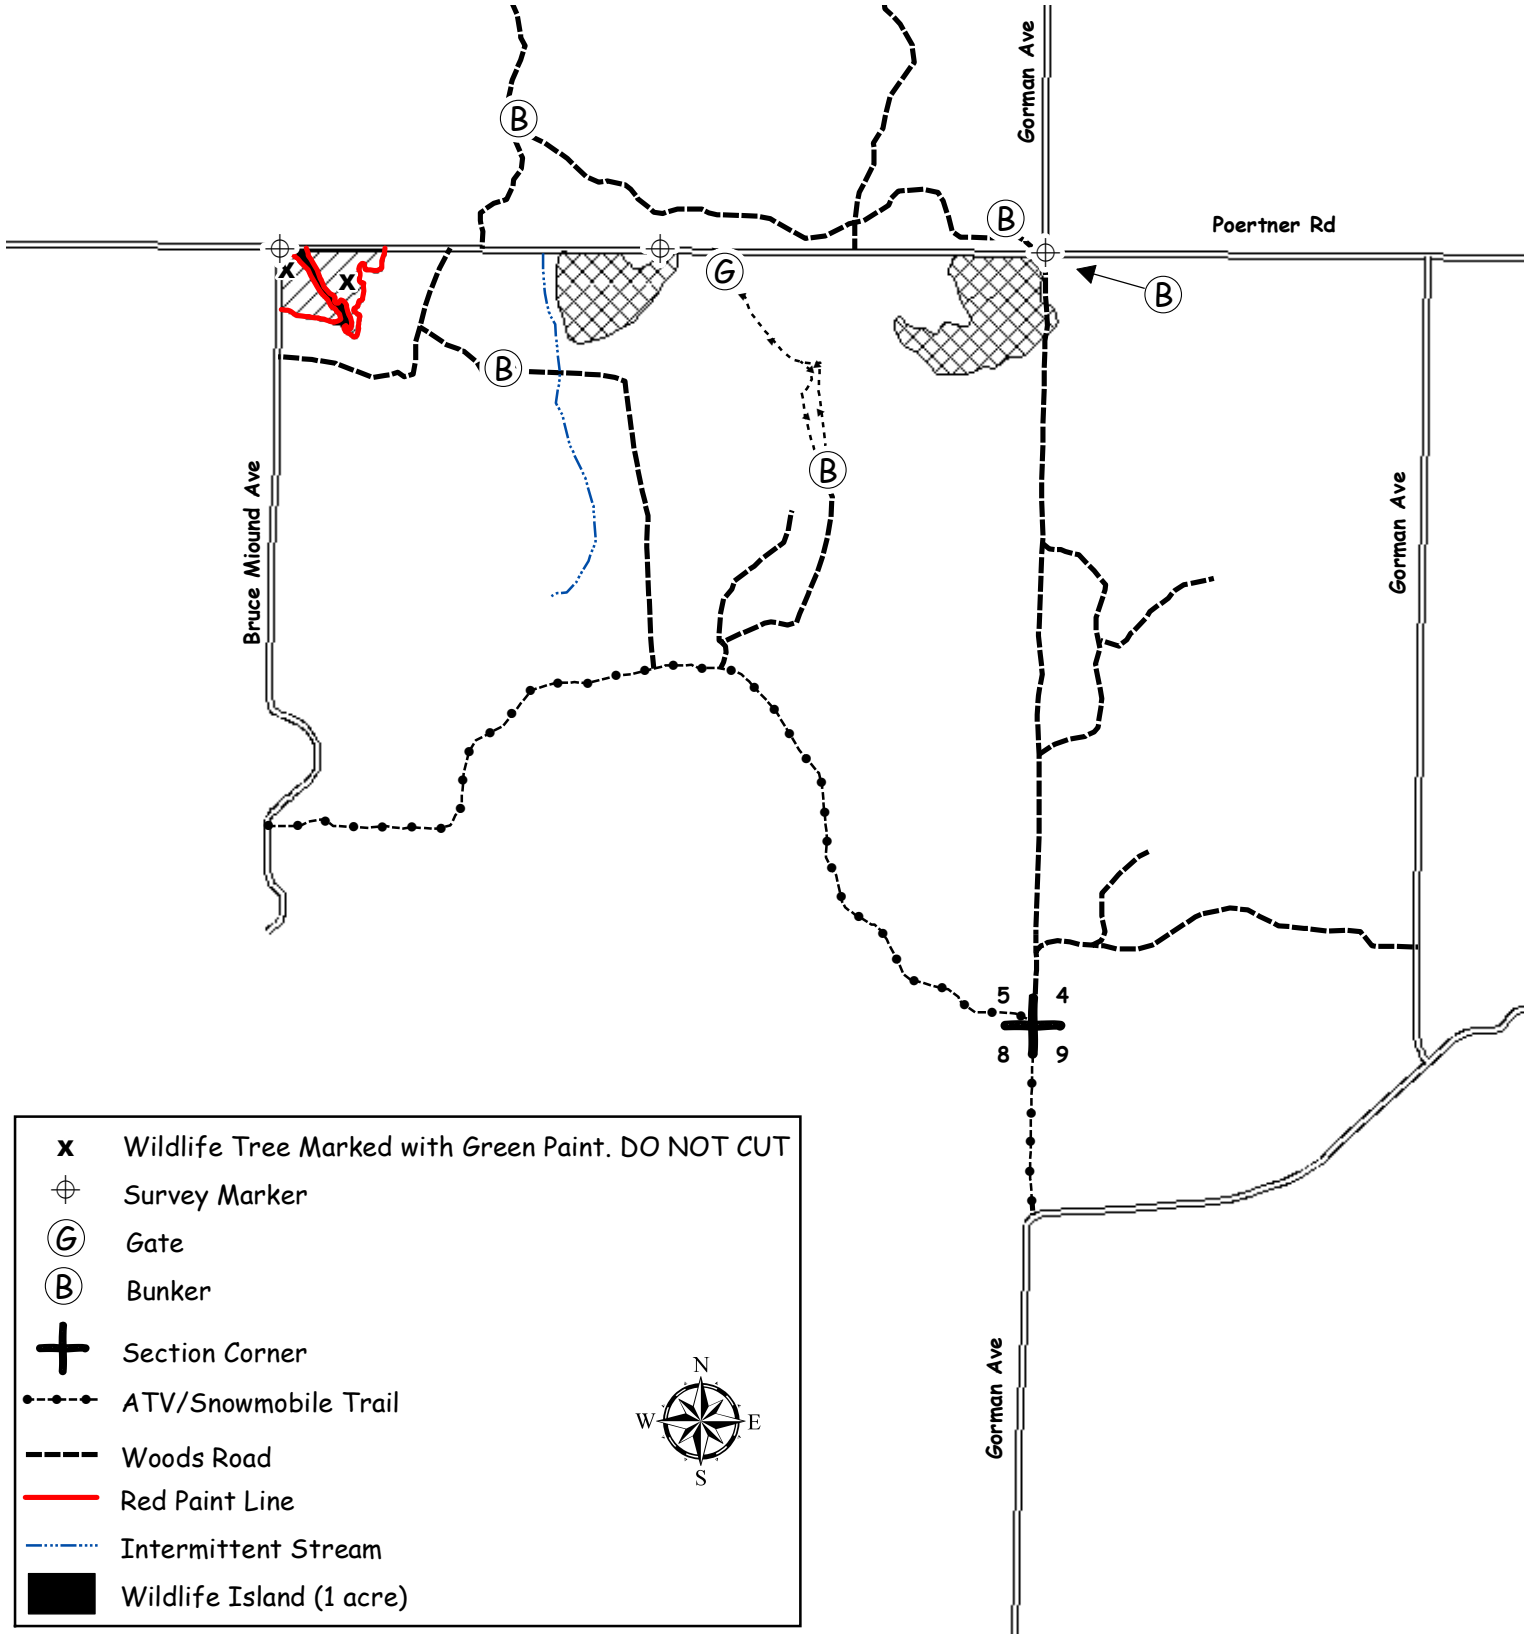 Gorman Ave
B
B
Poertner Rd
x
x
G
B
B
B
Bruce Miound Ave
Gorman Ave
5 4
8 9
x Wildlife Tree Marked with Green Paint. DO NOT CUT
Survey Marker
G Gate
B Bunker
Section Corner
ATV/Snowmobile Trail
Woods Road
Red Paint Line
Intermittent Stream
Wildlife Island (1 acre)
N
W E
S
Gorman Ave